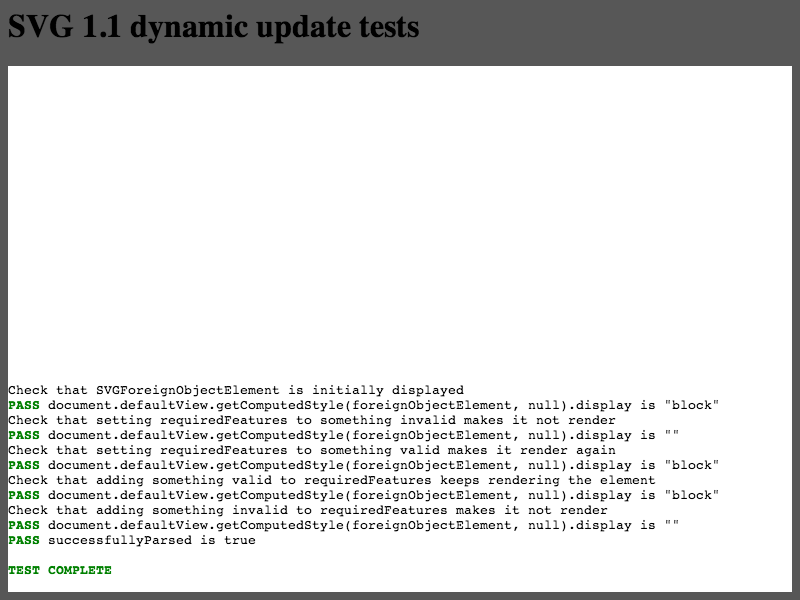 SVG 1.1 dynamic update tests
Check that SVGForeignObjectElement is initially displayed
PASS document.defaultView.getComputedStyle(foreignObjectElement, null).display is "block"
Check that setting requiredFeatures to something invalid makes it not render
PASS document.defaultView.getComputedStyle(foreignObjectElement, null).display is ""
Check that setting requiredFeatures to something valid makes it render again
PASS document.defaultView.getComputedStyle(foreignObjectElement, null).display is "block"
Check that adding something valid to requiredFeatures keeps rendering the element
PASS document.defaultView.getComputedStyle(foreignObjectElement, null).display is "block"
Check that adding something invalid to requiredFeatures makes it not render
PASS document.defaultView.getComputedStyle(foreignObjectElement, null).display is ""
PASS successfullyParsed is true
TEST COMPLETE